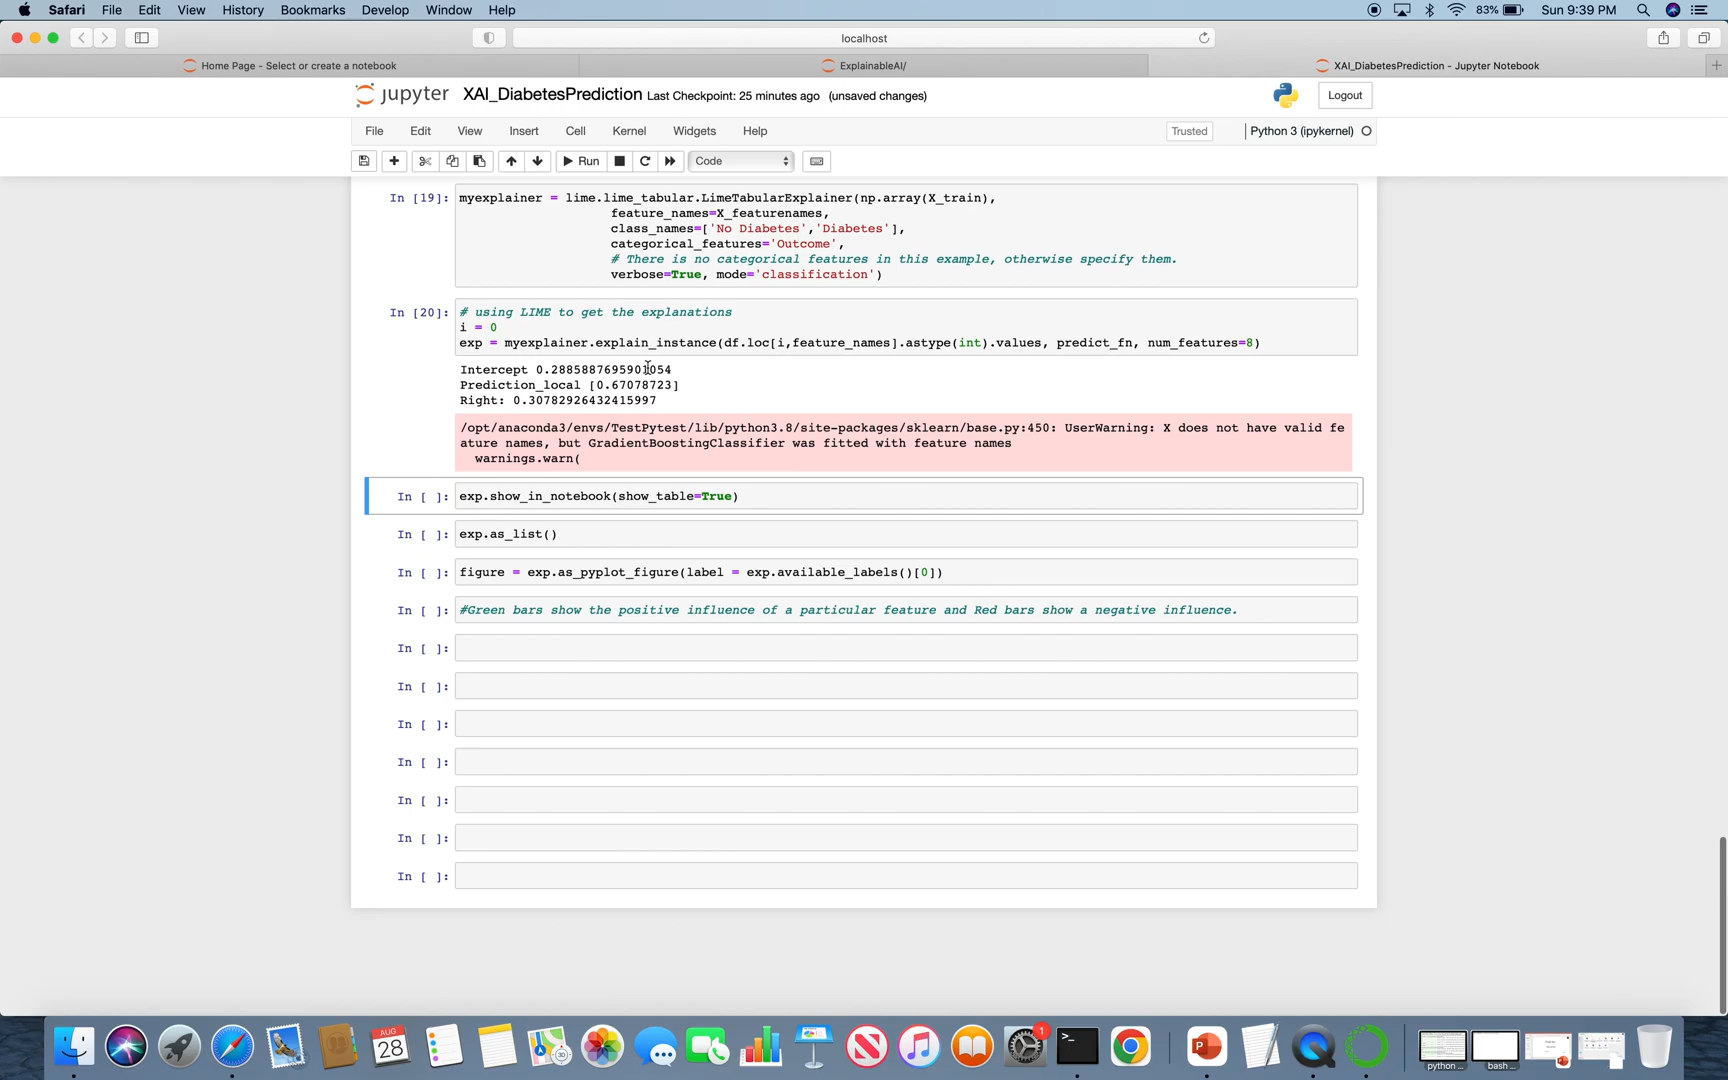 Safari File Edit View History Bookmarks Develop Window Help 83% Sun 9:39 PM
localhost
Home Page - Select or create a notebook ExplainableAI/ XAI_DiabetesPrediction - Jupyter Notebook
jupyter XAI_DiabetesPrediction Last Checkpoint: 25 minutes ago (unsaved changes) Logout
File Edit View Insert Cell Kernel Widgets Help Trusted Python 3 (ipykernel)
Run Code
In [19]: myexplainer = lime.lime_tabular.LimeTabularExplainer(np.array(X_train),
feature_names=X_featurenames,
class_names=['No Diabetes','Diabetes'],
categorical_features='Outcome',
# There is no categorical features in this example, otherwise specify them.
verbose=True, mode='classification')
In [20]: # using LIME to get the explanations
i = 0
exp = myexplainer.explain_instance(df.loc[i,feature_names].astype(int).values, predict_fn, num_features=8)
Intercept 0.2885887695901054
Prediction_local [0.67078723]
Right: 0.30782926432415997
/opt/anaconda3/envs/TestPytest/lib/python3.8/site-packages/sklearn/base.py:450: UserWarning: X does not have valid fe
ature names, but GradientBoostingClassifier was fitted with feature names
warnings.warn(
In [ ]: exp.show_in_notebook(show_table=True)
In [ ]: exp.as_list()
In [ ]: figure = exp.as_pyplot_figure(label = exp.available_labels()[0])
In [ ]: #Green bars show the positive influence of a particular feature and Red bars show a negative influence.
In [ ]:
In [ ]:
In [ ]:
In [ ]:
In [ ]:
In [ ]:
In [ ]:
AUG
28
1
python ...
bash ...